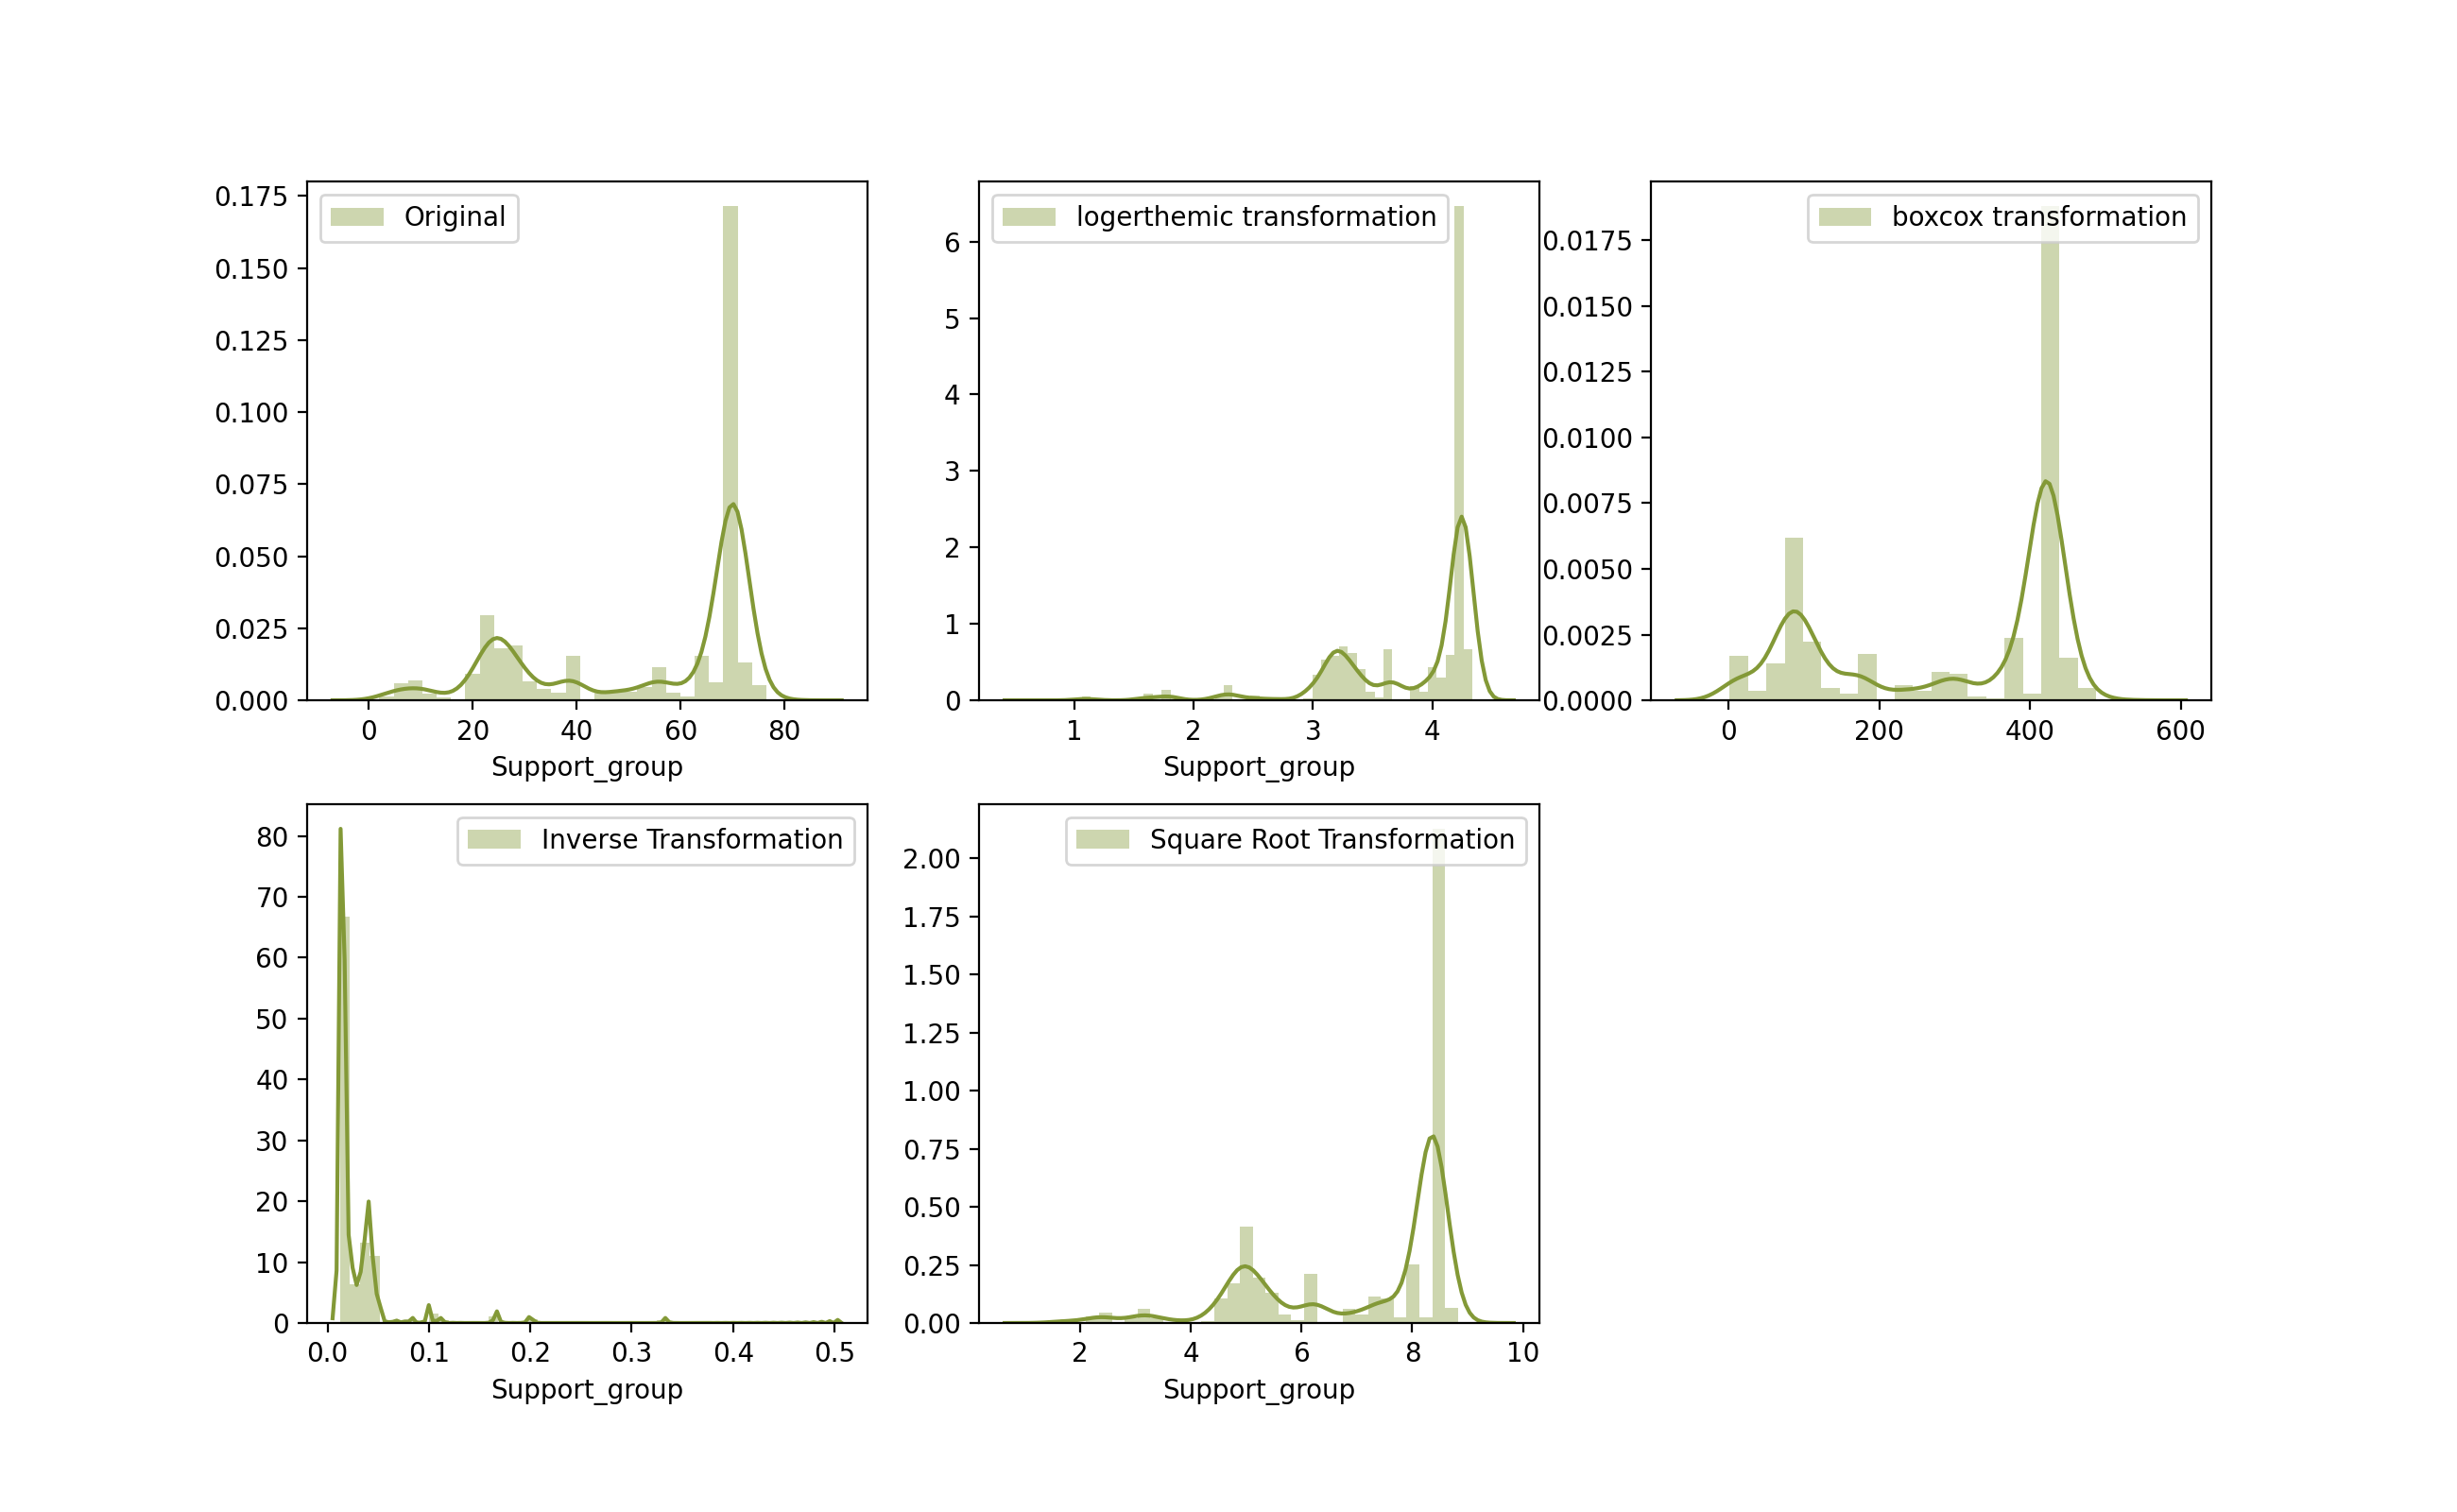 Original
0.175
0.150
0.125
0.100
0.075
0.050
0.025
0.000
0 20 40 60 80
Support_group
logerthemic transformation
6
5
4
3
2
1
0
1 2 3 4
Support_group
boxcox transformation
0.0175
0.0150
0.0125
0.0100
0.0075
0.0050
0.0025
0.0000
0 200 400 600
Inverse Transformation
80
70
60
50
40
30
20
10
0
0.0 0.1 0.2 0.3 0.4 0.5
Support_group
Square Root Transformation
2.00
1.75
1.50
1.25
1.00
0.75
0.50
0.25
0.00
2 4 6 8 10
Support_group